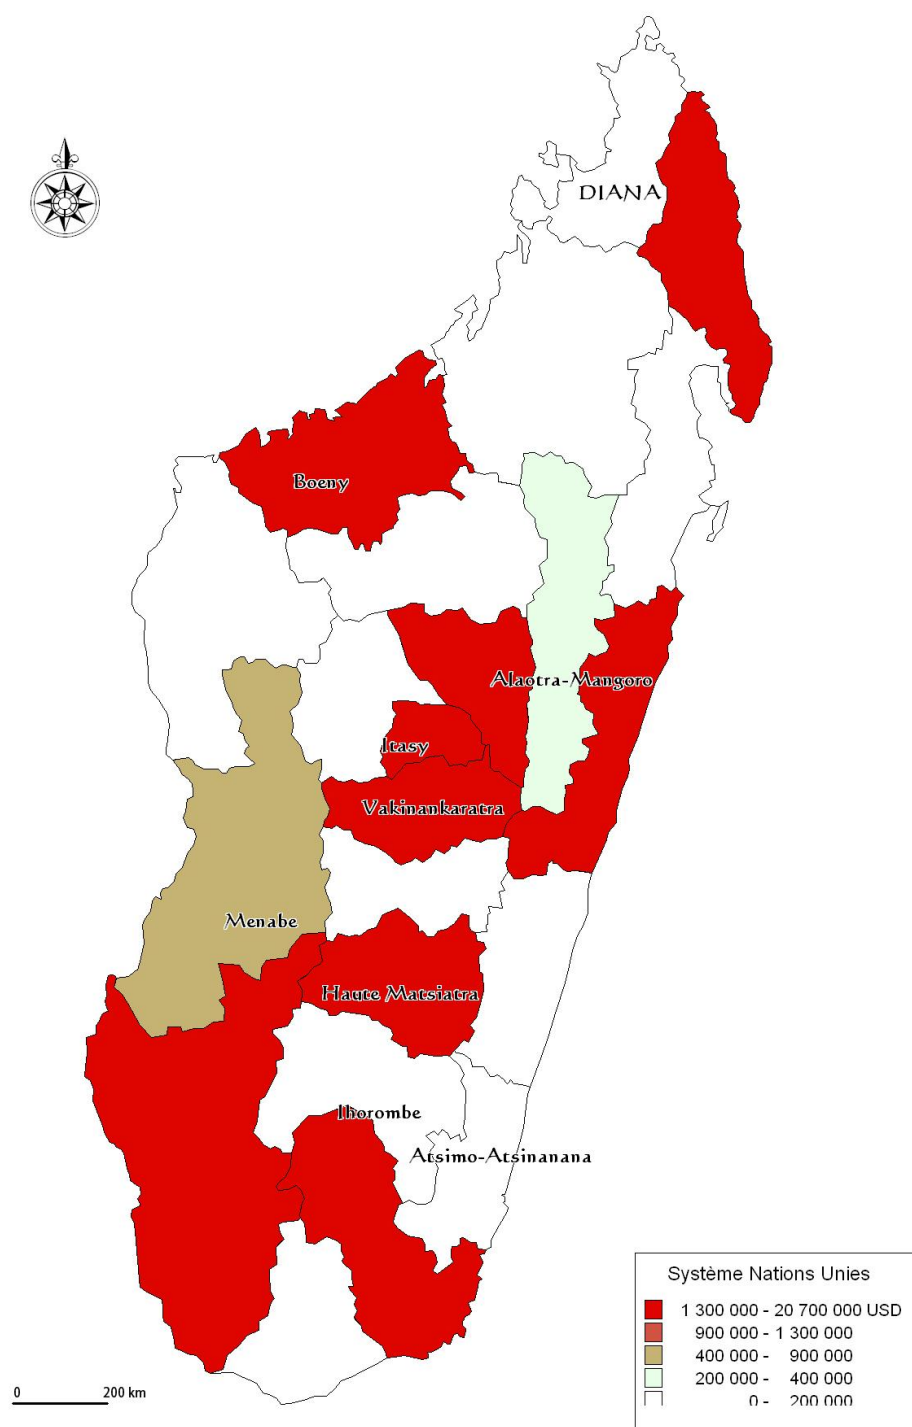 DIANA
Boeny
Alaotra-Mangoro
Itasy
Vakinankaratra
Menabe
Haute Matsiatra
Ihorombe
Atsimo-Atsinanana
Système Nations Unies
1 300 000 - 20 700 000 USD
900 000 - 1 300 000
400 000 - 900 000
200 000 - 400 000
0 - 200 000
0 200 km